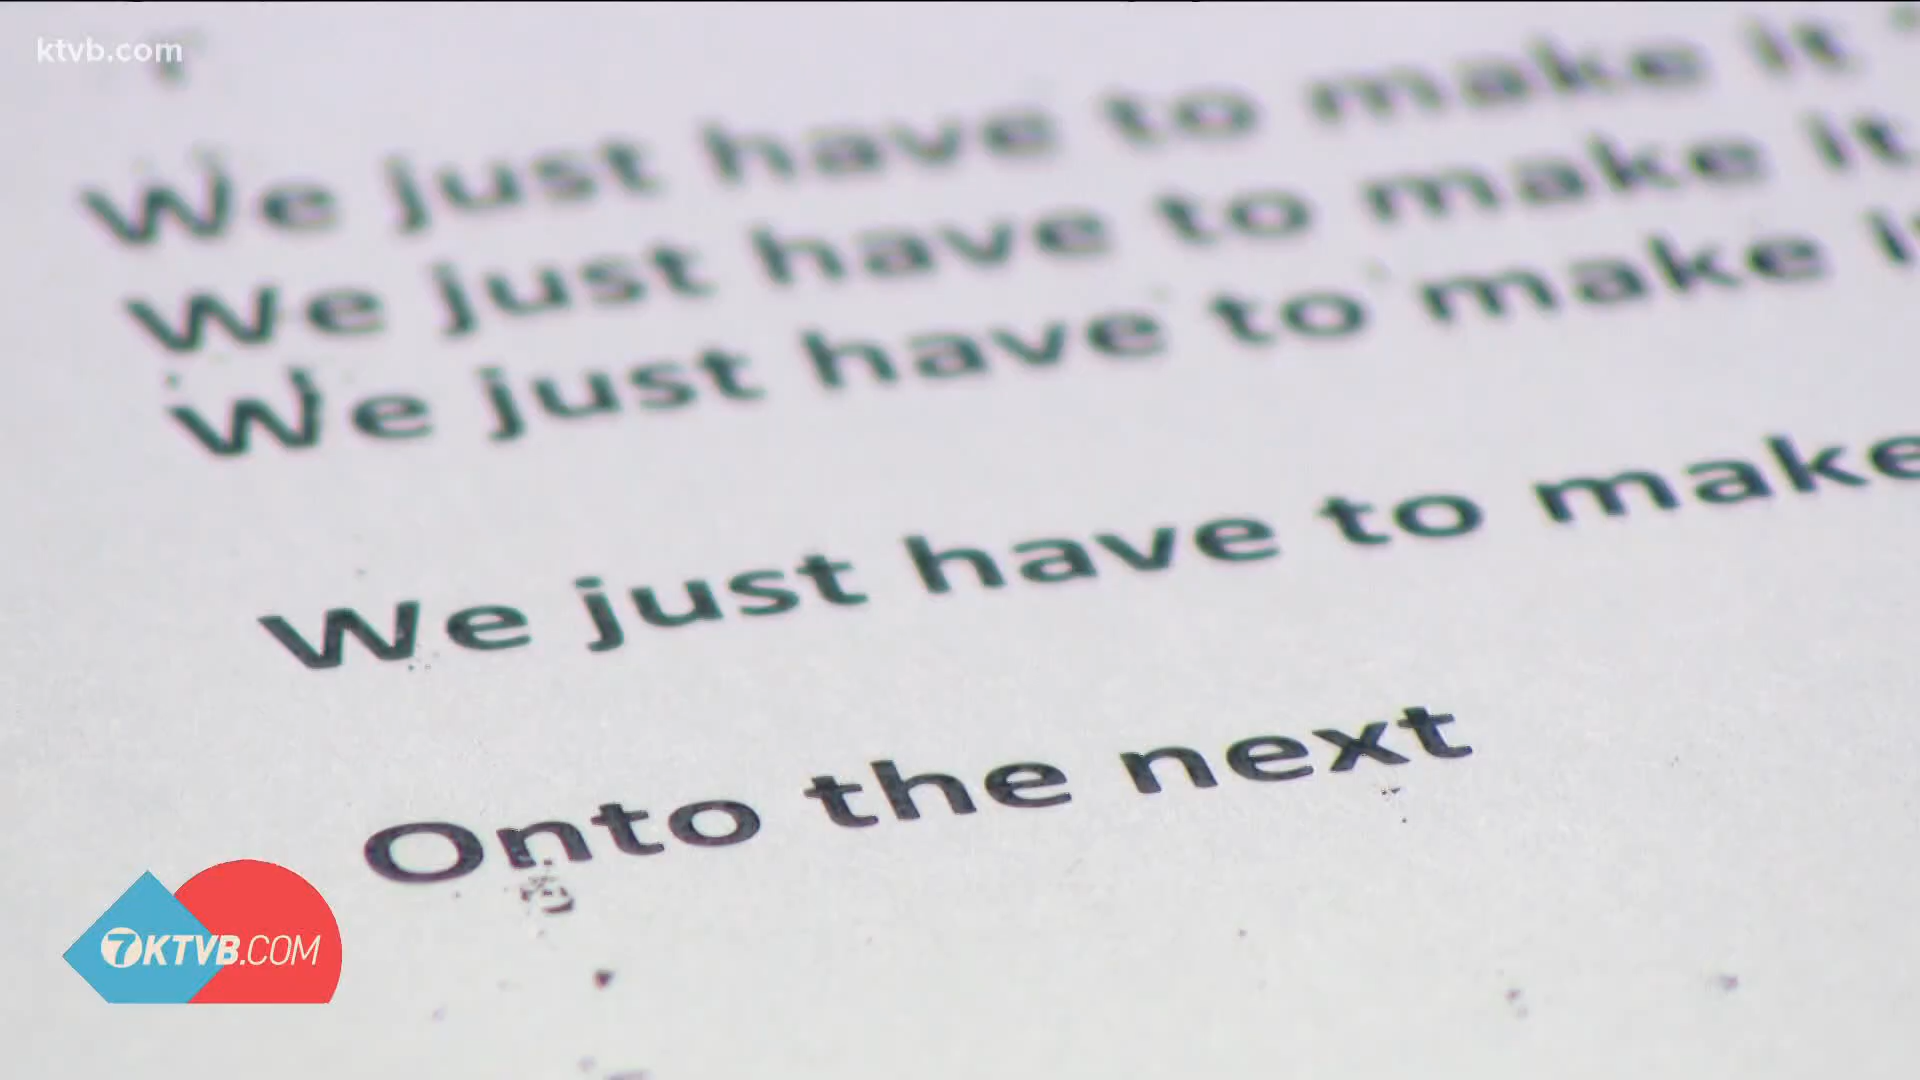 ktvb.com
We just have to make it
We just have to make it
We just have to make
We just have to make
Onto the next
7KTVB.COM